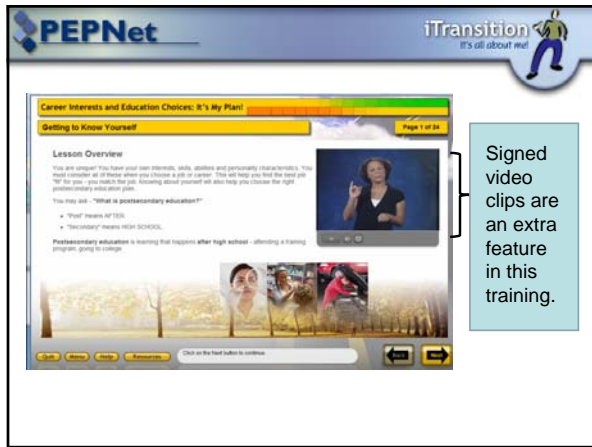 PEPNet
iTransition
It's all about me!
Career Interests and Education Choices: It's My Plan!
Getting to Know Yourself
Page 1 of 24
Lesson Overview
You are unique! You have your own interests, skills, abilities and personality characteristics. You
must consider all of these when you choose a job or career. This will help you find the best job
"fit" for you - you match the job. Knowing about yourself will also help you choose the right
postsecondary education plan.
You may ask - "What is postsecondary education?"
• "Post" means AFTER.
• "Secondary" means HIGH SCHOOL.
Postsecondary education is learning that happens after high school - attending a training
program, going to college.
Signed
video
clips are
an extra
feature
in this
training.
Quit
Menu
Help
Resources
Click on the Next button to continue.
Back
Next